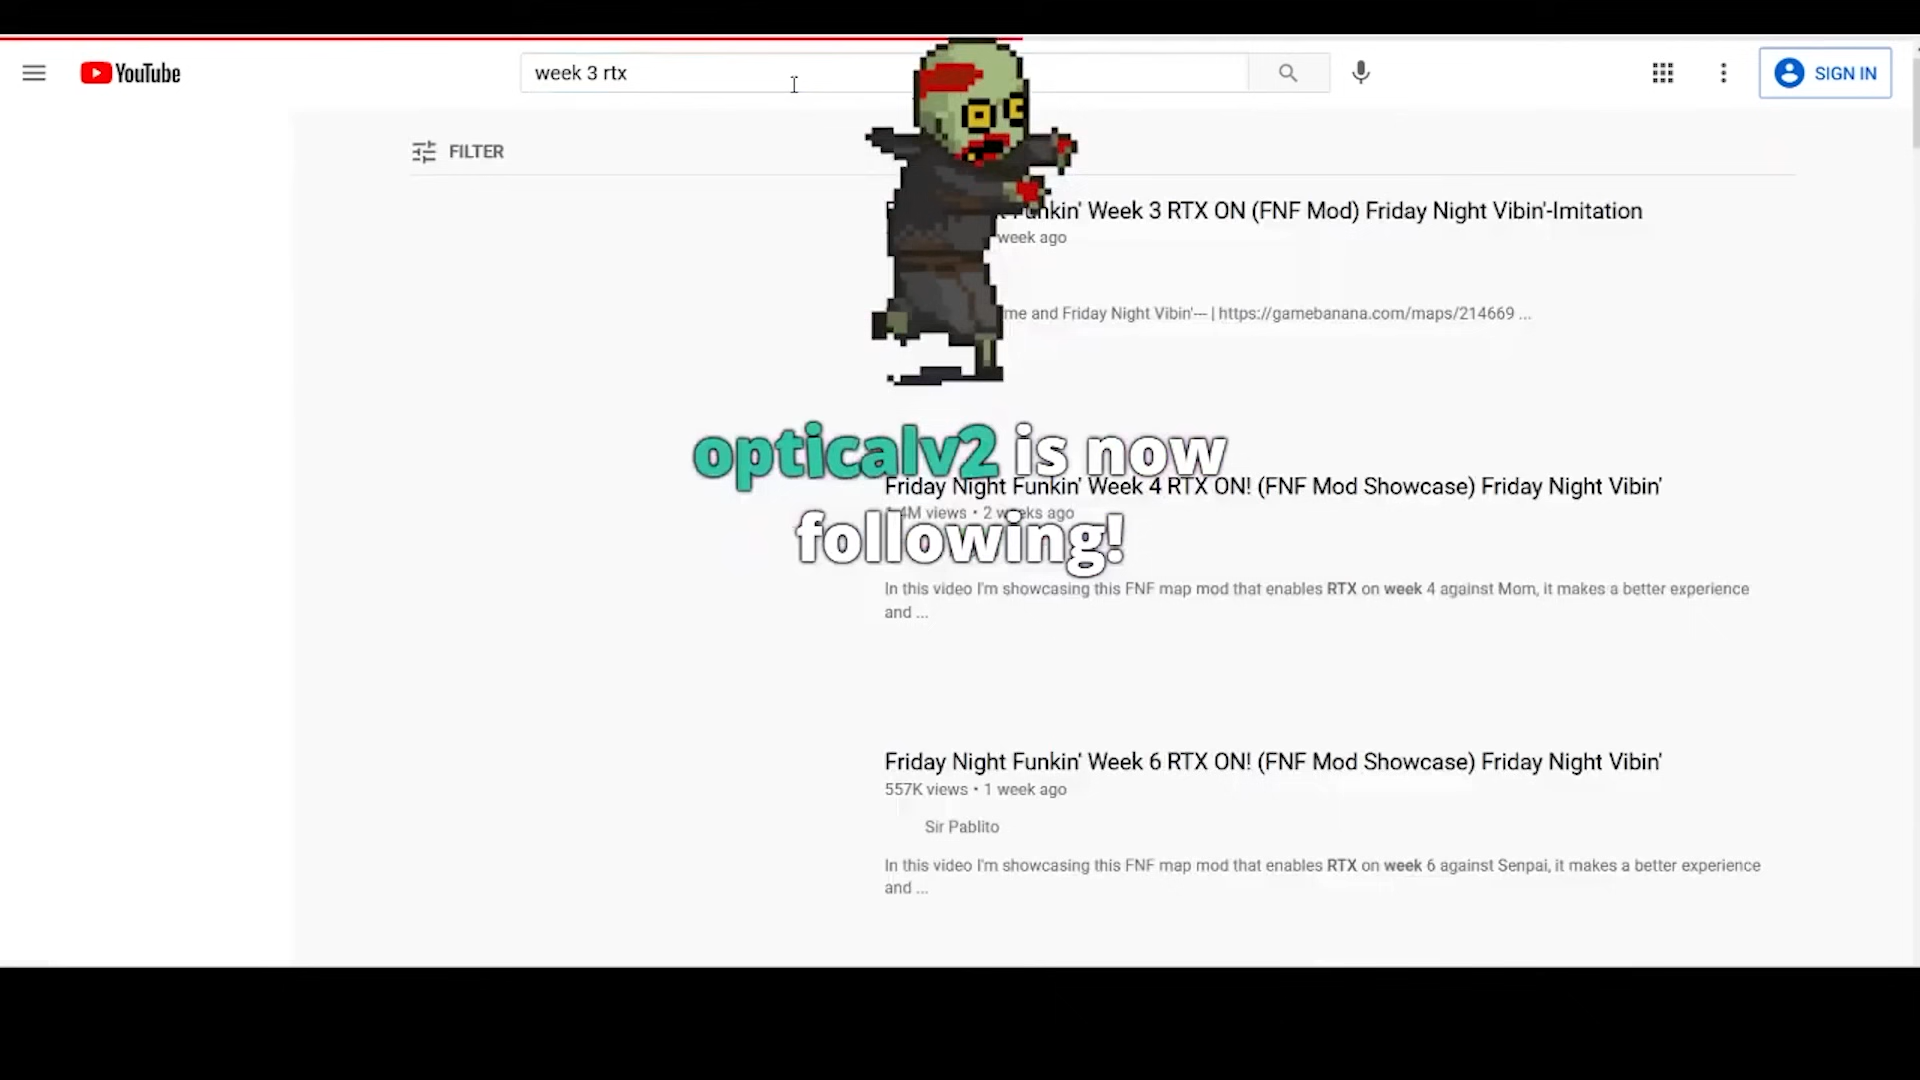 YouTube
week 3 rtx
SIGN IN
FILTER
Funkin' Week 3 RTX ON (FNF Mod) Friday Night Vibin'-Imitation
week ago
me and Friday Night Vibin'--- | https://gamebanana.com/maps/214669 ...
opticalv2 is now
following!
Friday Night Funkin' Week 4 RTX ON! (FNF Mod Showcase) Friday Night Vibin'
views • 2 weeks ago
In this video I'm showcasing this FNF map mod that enables RTX on week 4 against Mom, it makes a better experience
and ...
Friday Night Funkin' Week 6 RTX ON! (FNF Mod Showcase) Friday Night Vibin'
557K views • 1 week ago
Sir Pablito
In this video I'm showcasing this FNF map mod that enables RTX on week 6 against Senpai, it makes a better experience
and ...